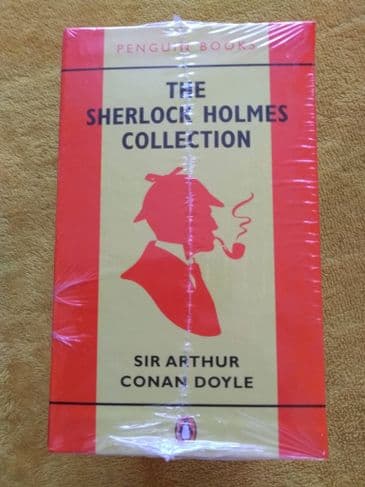 PENGUIN BOOKS
THE
SHERLOCK HOLMES
COLLECTION
SIR ARTHUR
CONAN DOYLE